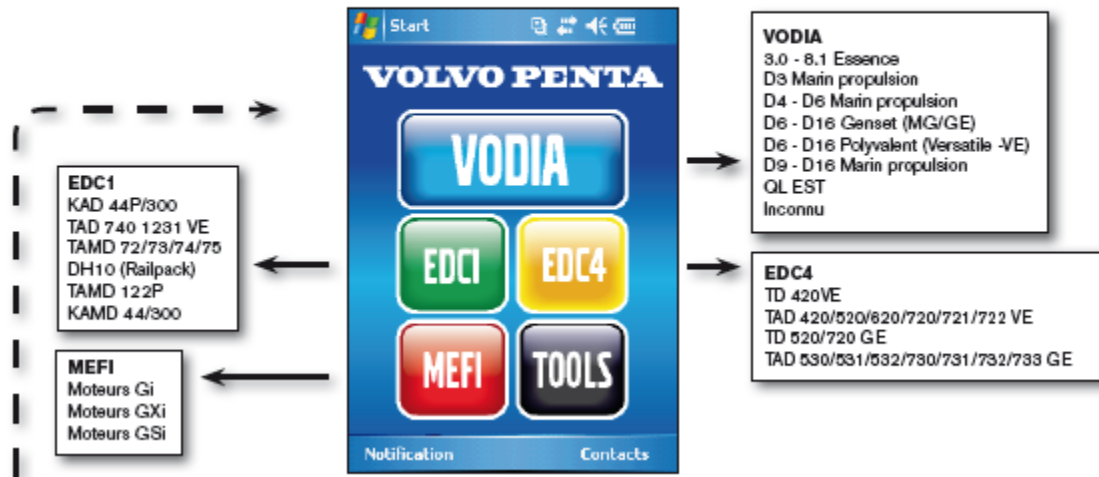 Start
VOLVO PENTA
VODIA
EDC1
EDC4
MEFI
TOOLS
Notification
Contacts
EDC1
KAD 44P/300
TAD 740 1231 VE
TAMD 72/73/74/75
DH10 (Railpack)
TAMD 122P
KAMD 44/300
MEFI
Moteurs Gi
Moteurs GXi
Moteurs GSi
VODIA
3.0 - 8.1 Essence
D3 Marin propulsion
D4 - D6 Marin propulsion
D6 - D16 Genset (MG/GE)
D6 - D16 Polyvalent (Versatile -VE)
D9 - D16 Marin propulsion
QL EST
Inconnu
EDC4
TD 420VE
TAD 420/520/620/720/721/722 VE
TD 520/720 GE
TAD 530/531/532/730/731/732/733 GE